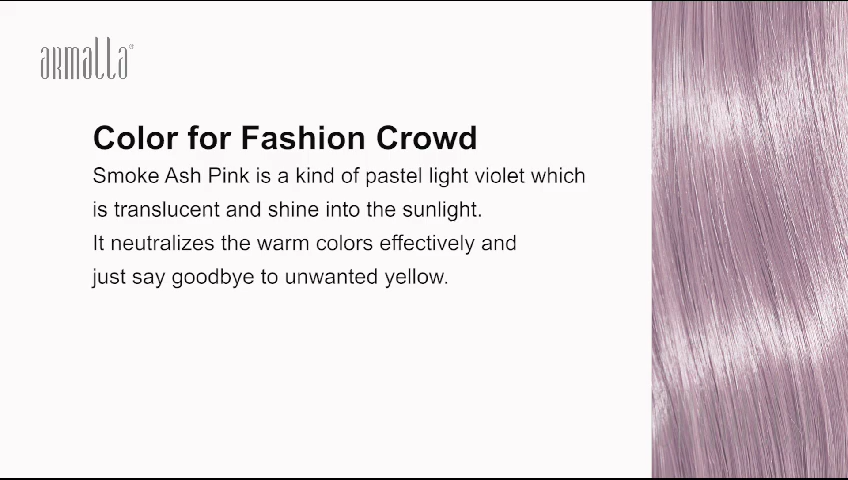 armalla®
Color for Fashion Crowd
Smoke Ash Pink is a kind of pastel light violet which
is translucent and shine into the sunlight.
It neutralizes the warm colors effectively and
just say goodbye to unwanted yellow.